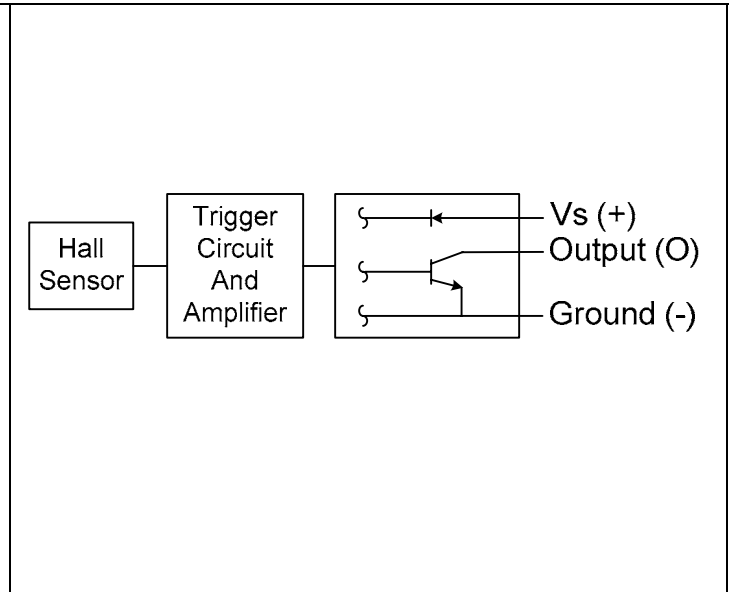 Hall
Sensor
Trigger
Circuit
And
Amplifier
Vs (+)
Output (O)
Ground (-)